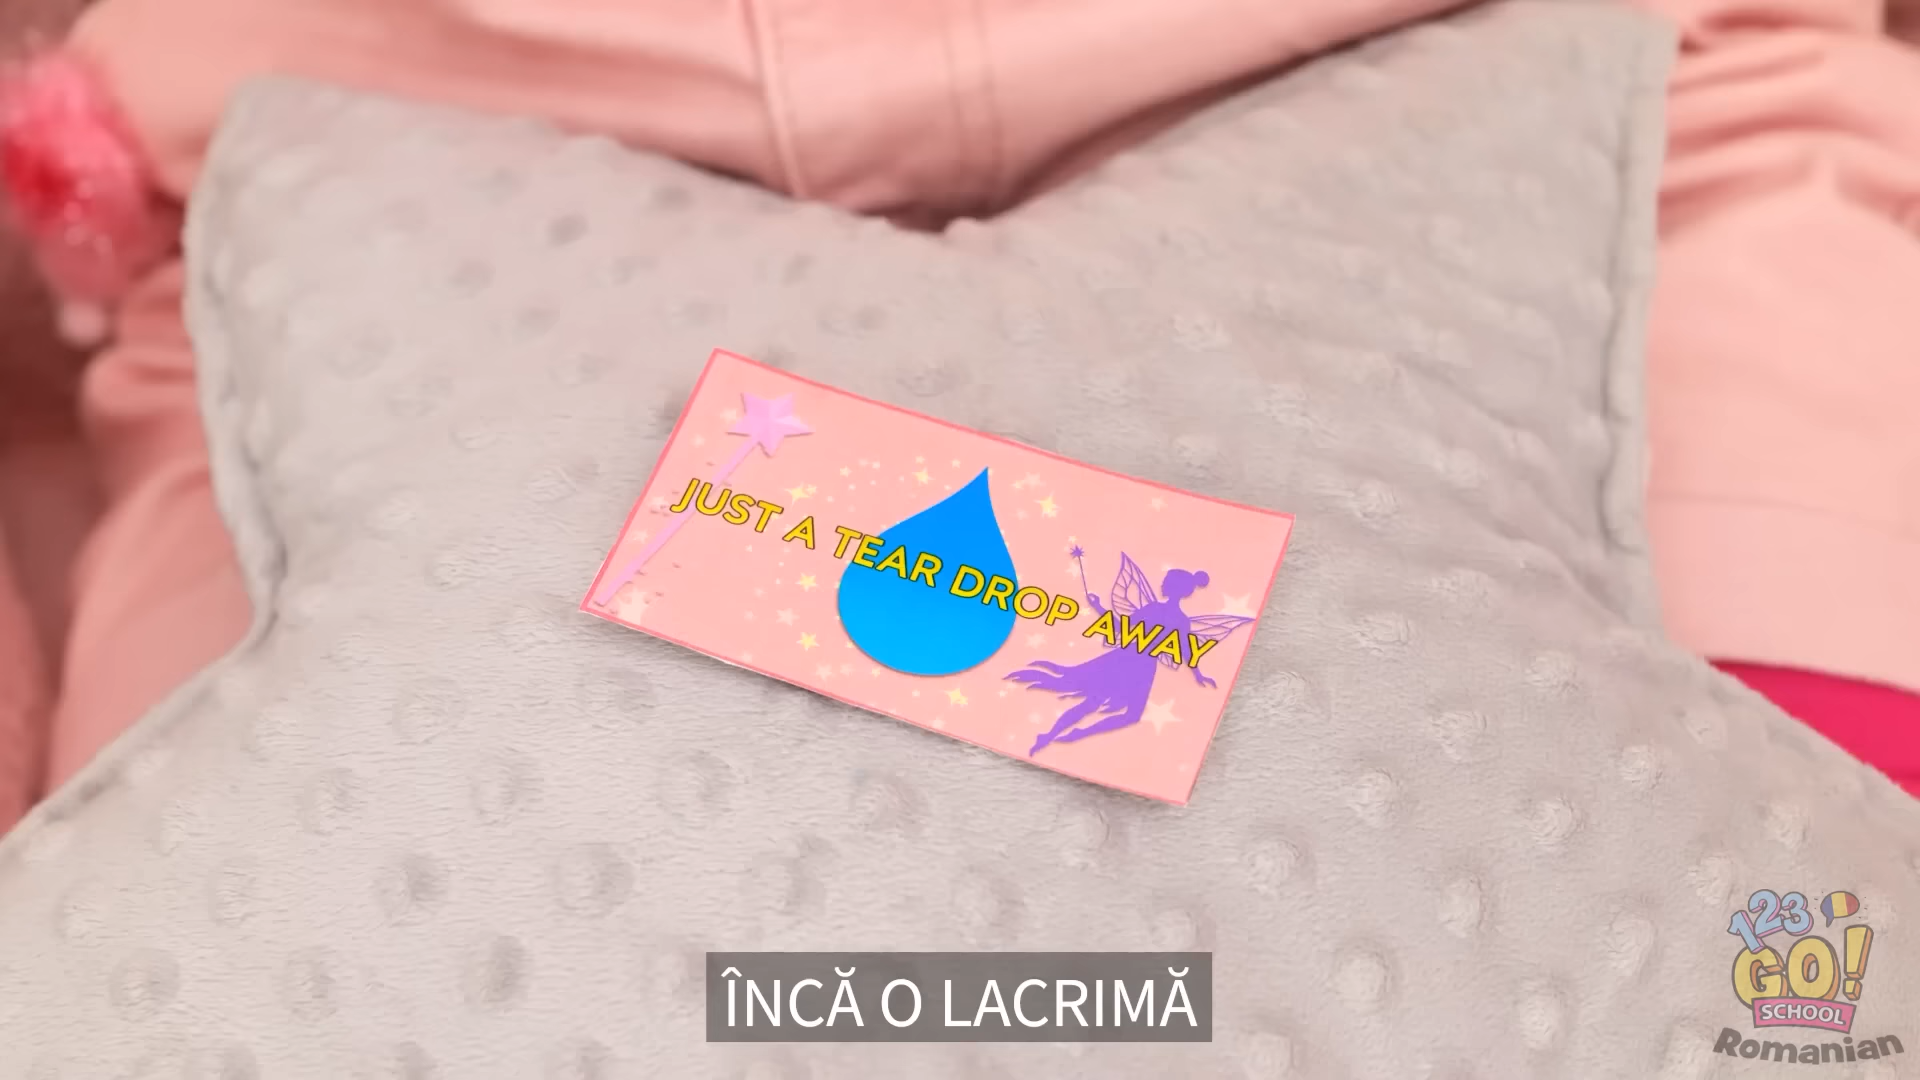 JUST A TEAR DROP AWAY
ÎNCĂ O LACRIMĂ
123
GO!
SCHOOL
Romanian